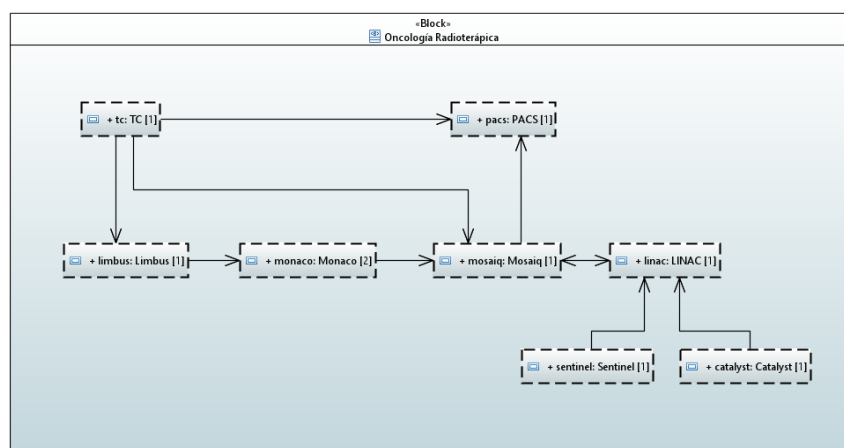 «Block»
Oncología Radioterápica
+ tc: TC [1]
+ pacs: PACS [1]
+ limbus: Limbus [1]
+ monaco: Monaco [2]
+ mosaiq: Mosaiq [1]
+ linac: LINAC [1]
+ sentinel: Sentinel [1]
+ catalyst: Catalyst [1]